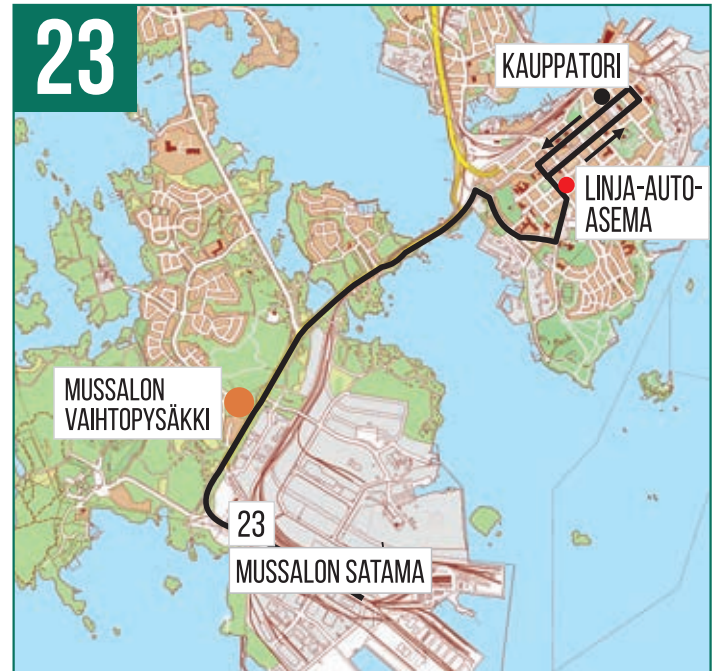 23
KAUPPATORI
LINJA-AUTO-
ASEMA
MUSSALON
VAIHTOPYSÄKKI
23
MUSSALON SATAMA